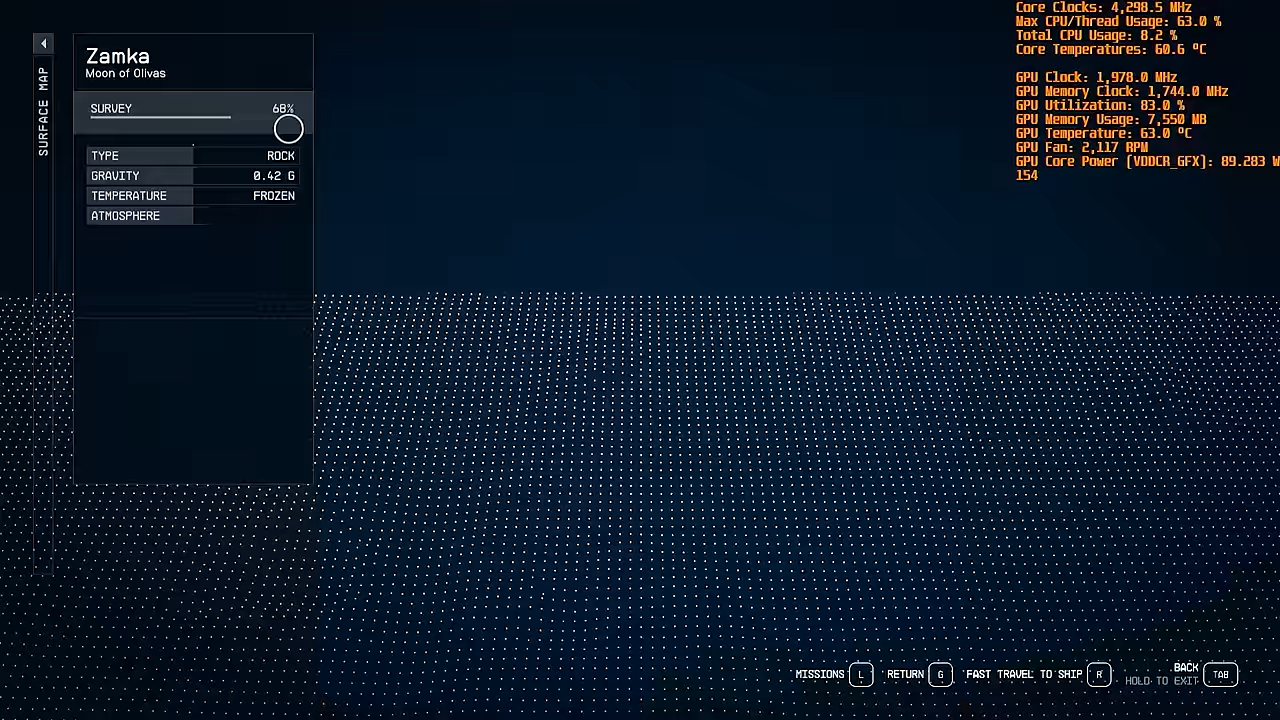 Zamka
Moon of Olivas
SURFACE MAP
SURVEY 68%
TYPE ROCK
GRAVITY 0.42 G
TEMPERATURE FROZEN
ATMOSPHERE
Core Clocks: 4,298.5 MHz
Max CPU/Thread Usage: 63.0 %
Total CPU Usage: 8.2 %
Core Temperatures: 60.6 ºC
GPU Clock: 1,978.0 MHz
GPU Memory Clock: 1,744.0 MHz
GPU Utilization: 83.0 %
GPU Memory Usage: 7,550 MB
GPU Temperature: 63.0 ºC
GPU Fan: 2,117 RPM
GPU Core Power (VDDCR_GFX): 89.283 W
154
MISSIONS L RETURN G FAST TRAVEL TO SHIP R BACK TAB
HOLD TO EXIT